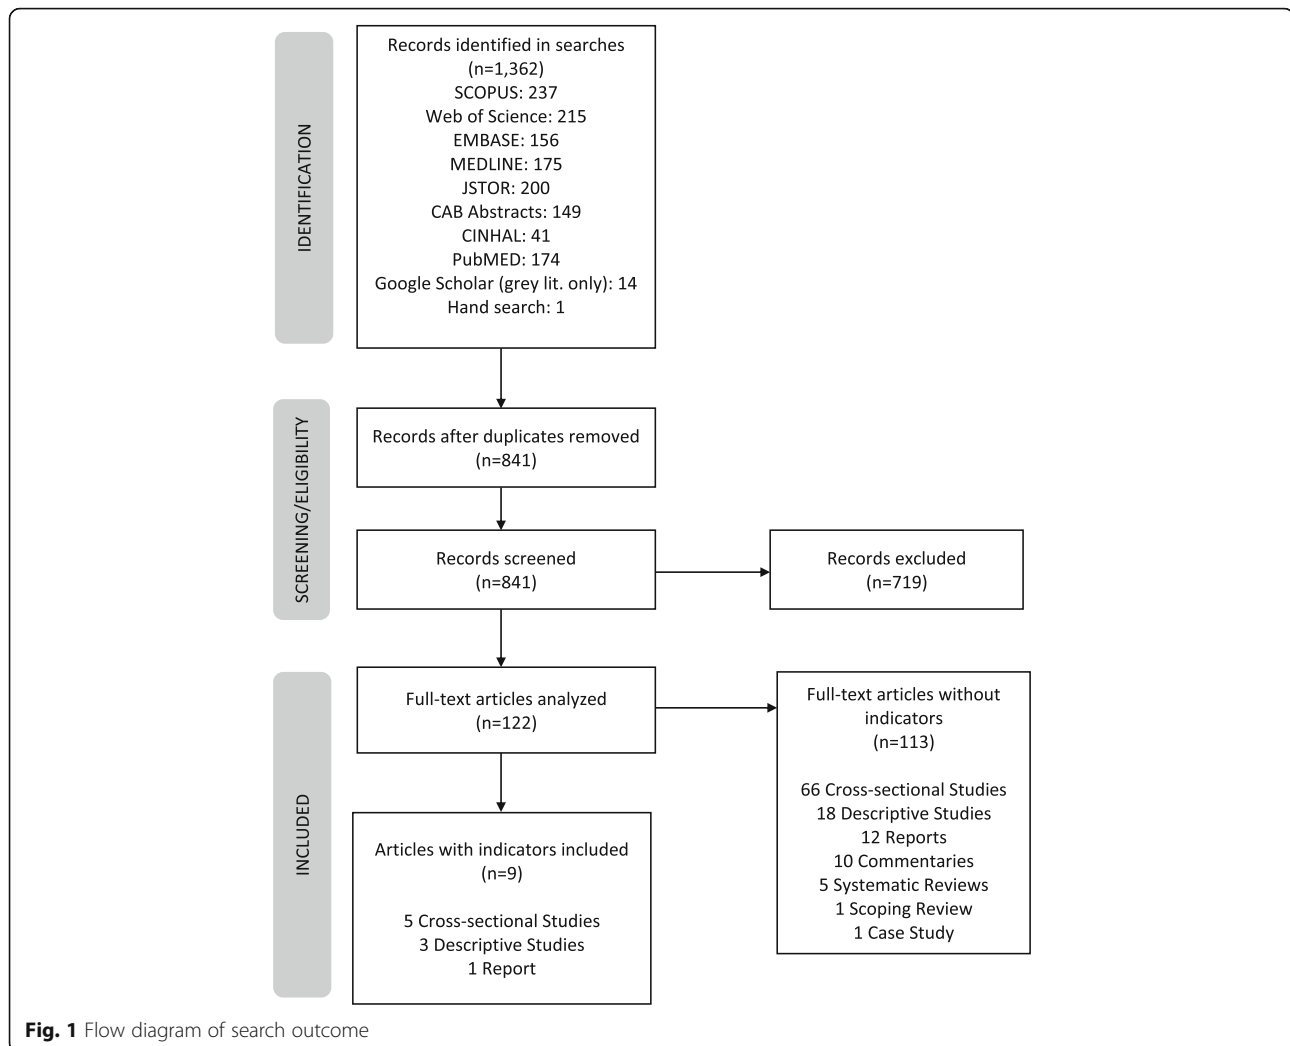 IDENTIFICATION
Records identified in searches
(n=1,362)
SCOPUS: 237
Web of Science: 215
EMBASE: 156
MEDLINE: 175
JSTOR: 200
CAB Abstracts: 149
CINHAL: 41
PubMED: 174
Google Scholar (grey lit. only): 14
Hand search: 1
SCREENING/ELIGIBILITY
Records after duplicates removed
(n=841)
Records screened
(n=841)
Records excluded
(n=719)
INCLUDED
Full-text articles analyzed
(n=122)
Full-text articles without
indicators
(n=113)
66 Cross-sectional Studies
18 Descriptive Studies
12 Reports
10 Commentaries
5 Systematic Reviews
1 Scoping Review
1 Case Study
Articles with indicators included
(n=9)
5 Cross-sectional Studies
3 Descriptive Studies
1 Report
Fig. 1 Flow diagram of search outcome